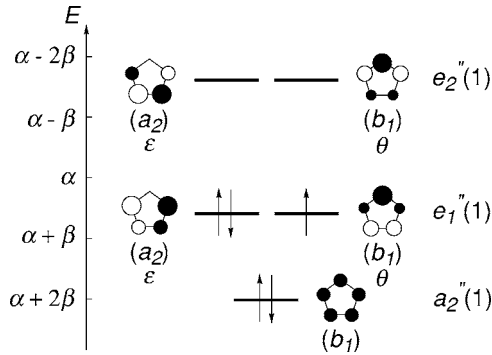 E
α - 2β
e₂"(1)
α - β
(a₂)
(b₁)
ε
θ
α
e₁"(1)
α + β
(a₂)
(b₁)
ε
θ
α + 2β
a₂"(1)
(b₁)